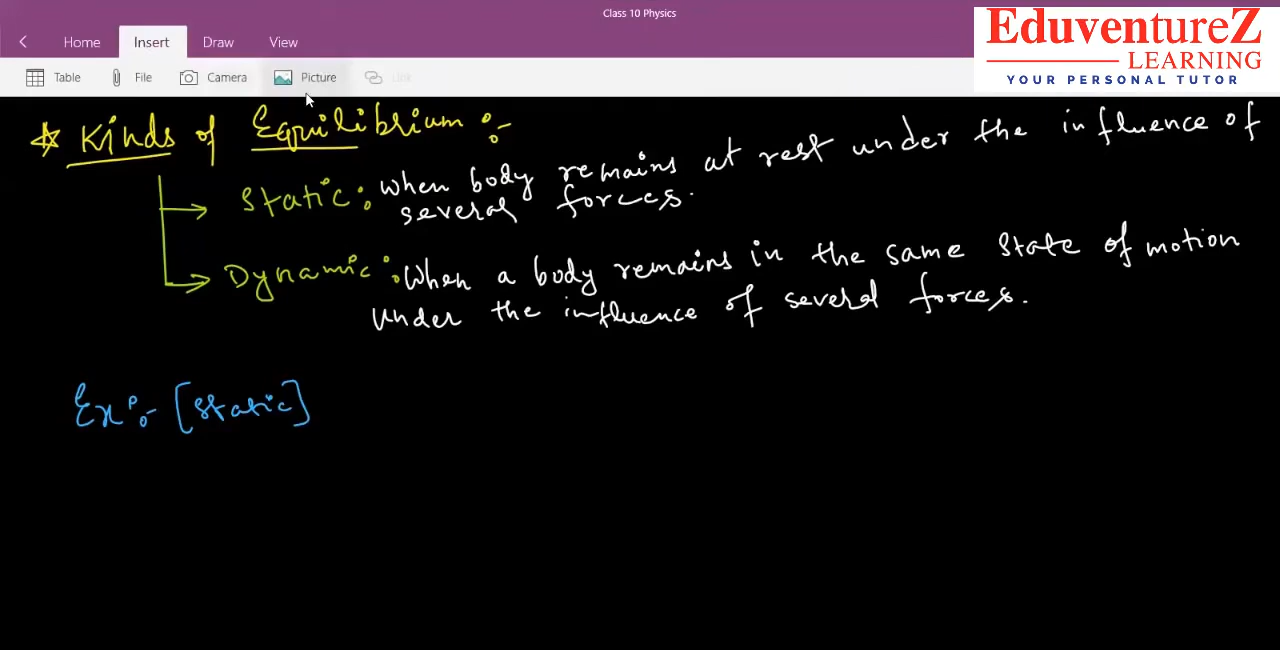 Class 10 Physics
EduventureZ
LEARNING
YOUR PERSONAL TUTOR
Home Insert Draw View
Table File Camera Picture Link
Kinds of Equilibrium :-
Static : when body remains at rest under the influence of
several forces.
Dynamic : When a body remains in the same state of motion
under the influence of several forces.
Ex :- [Static]